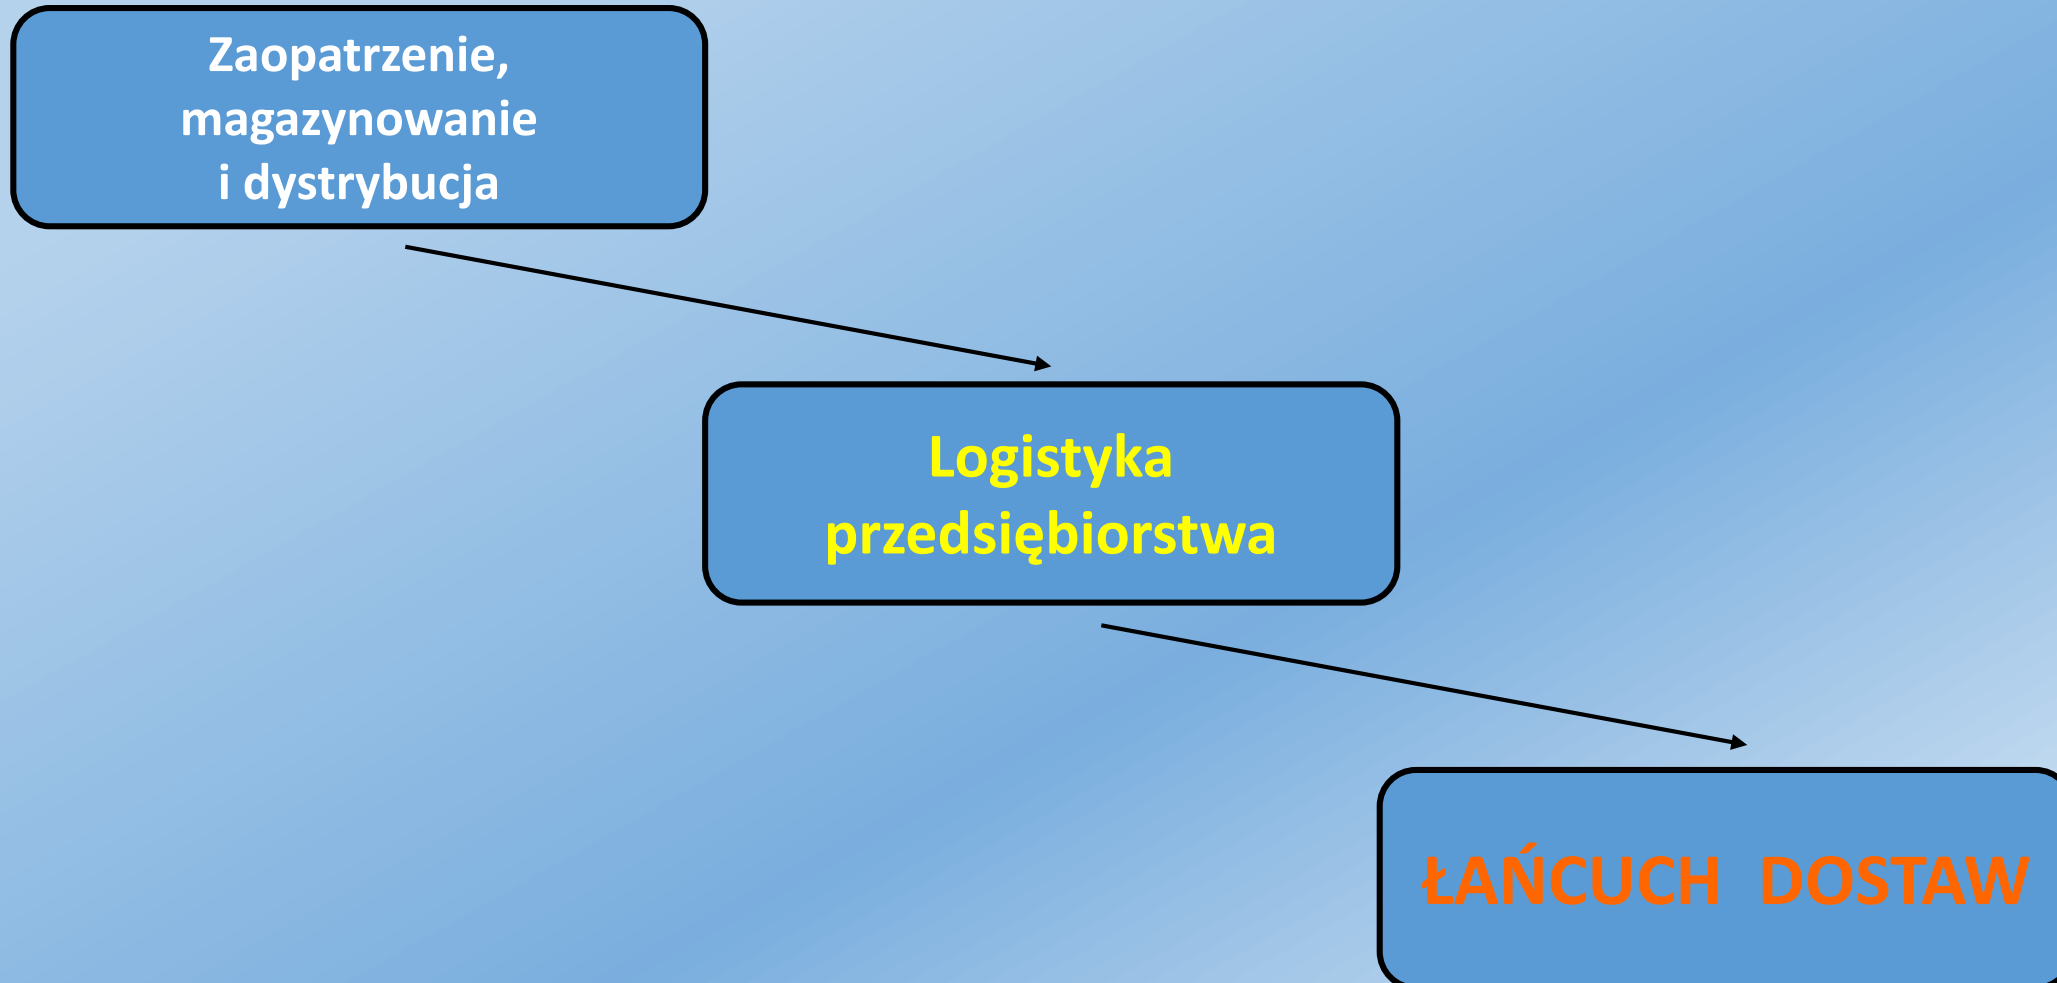 Zaopatrzenie,
magazynowanie
i dystrybucja
Logistyka
przedsiębiorstwa
ŁAŃCUCH DOSTAW